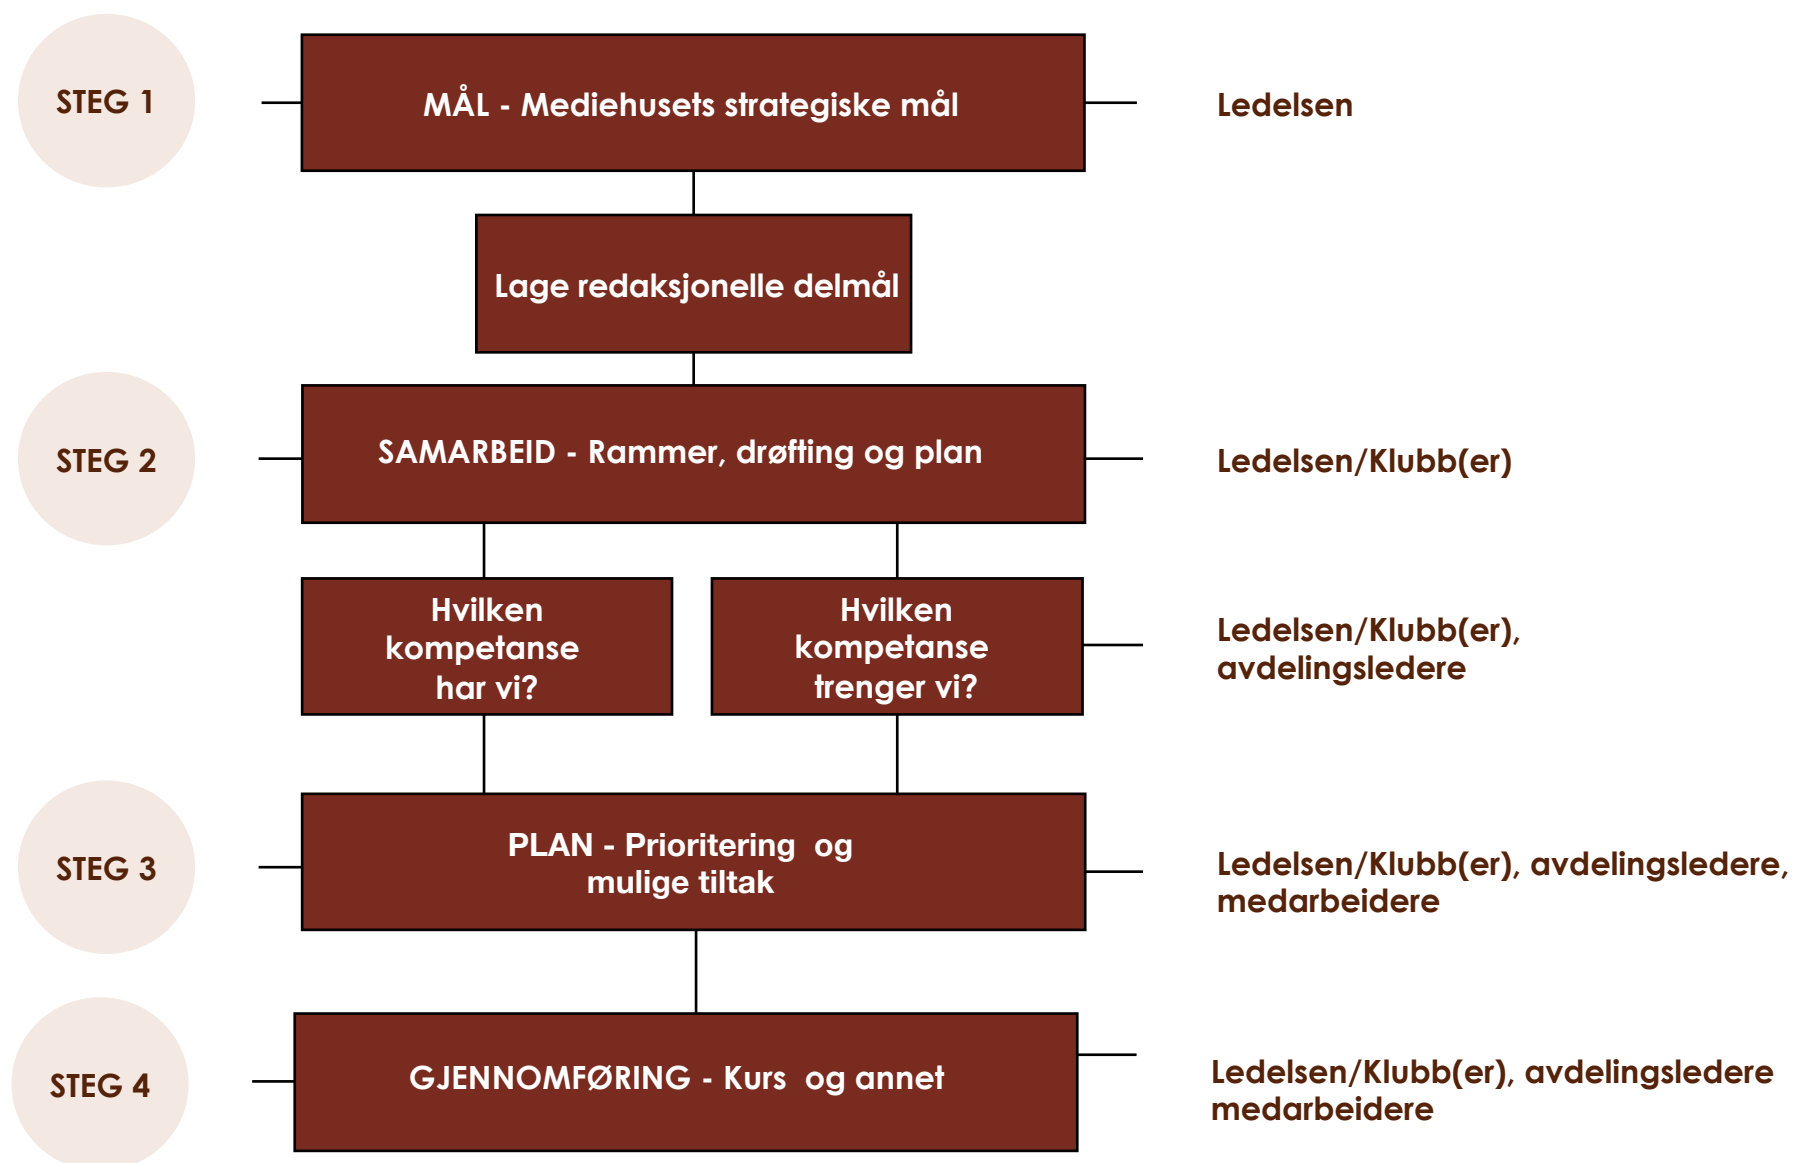 STEG 1
MÅL - Mediehusets strategiske mål
Ledelsen
Lage redaksjonelle delmål
STEG 2
SAMARBEID - Rammer, drøfting og plan
Ledelsen/Klubb(er)
Hvilken
kompetanse
har vi?
Hvilken
kompetanse
trenger vi?
Ledelsen/Klubb(er),
avdelingsledere
STEG 3
PLAN - Prioritering og
mulige tiltak
Ledelsen/Klubb(er), avdelingsledere,
medarbeidere
STEG 4
GJENNOMFØRING - Kurs og annet
Ledelsen/Klubb(er), avdelingsledere
medarbeidere